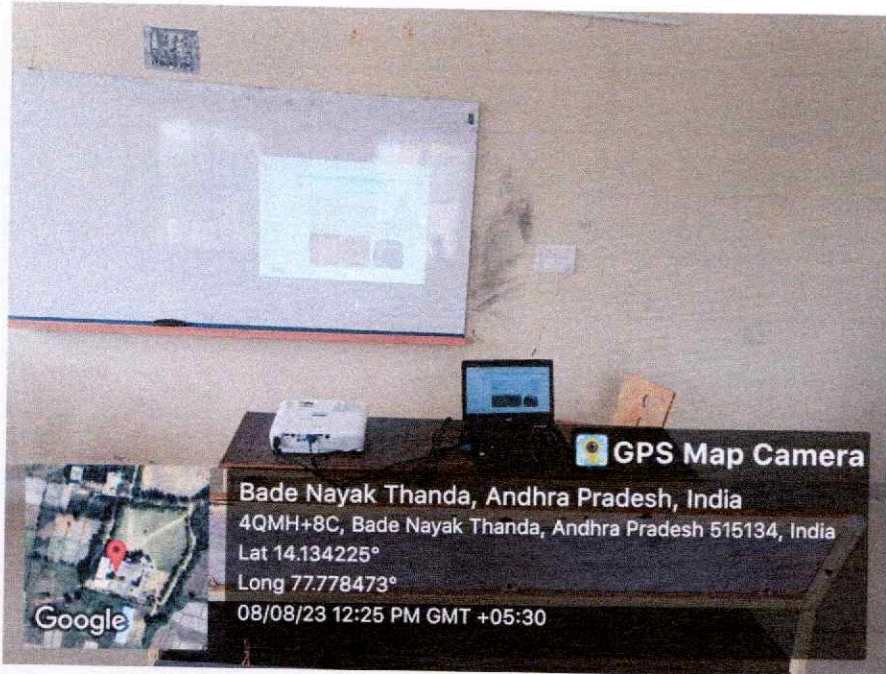 GPS Map Camera
Bade Nayak Thanda, Andhra Pradesh, India
4QMH+8C, Bade Nayak Thanda, Andhra Pradesh 515134, India
Lat 14.134225°
Long 77.778473°
08/08/23 12:25 PM GMT +05:30
Google